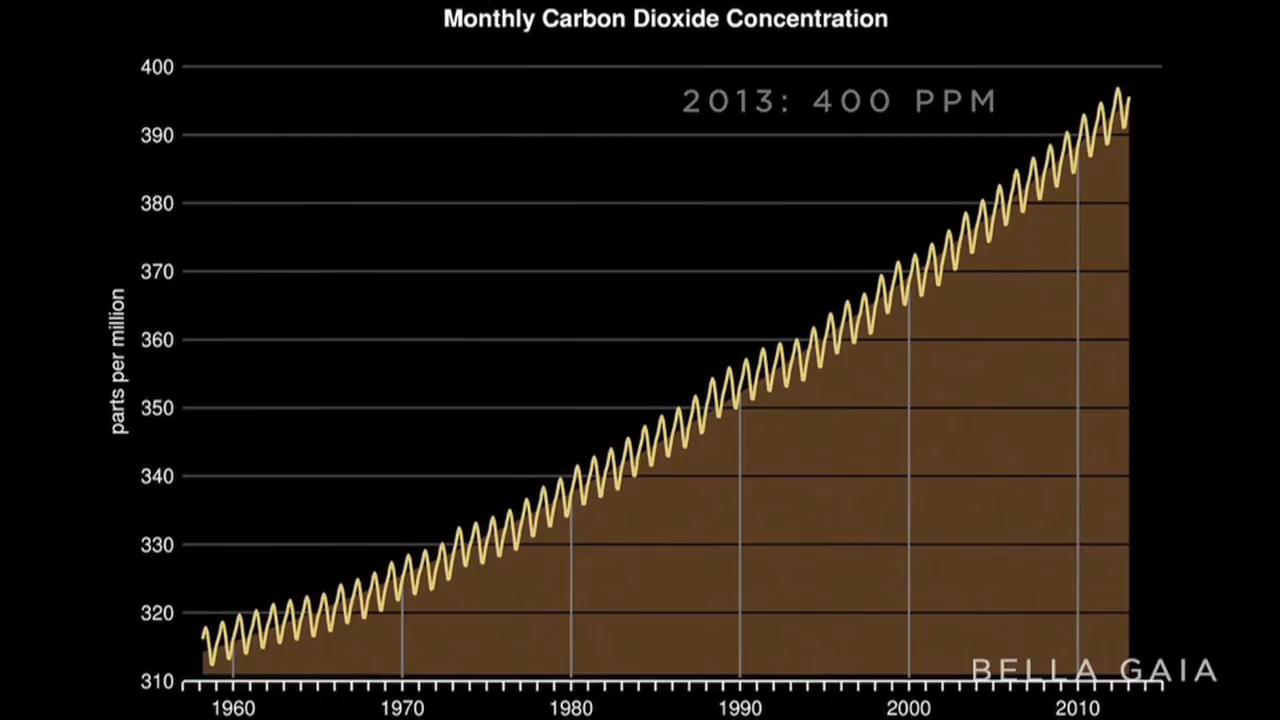 Monthly Carbon Dioxide Concentration
2013: 400 PPM
400
390
380
370
360
350
340
330
320
310
parts per million
1960 1970 1980 1990 2000 2010
BELLA GAIA